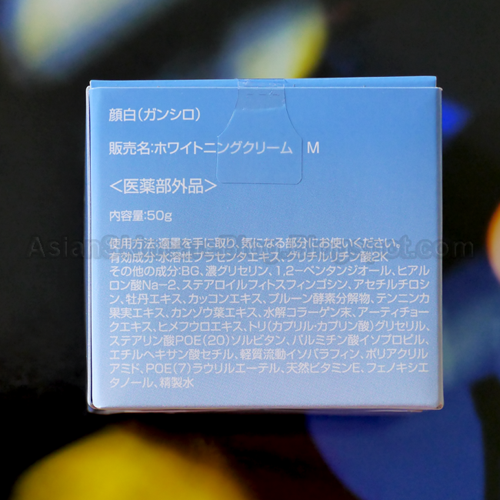 顔白(ガンシロ)
販売名:ホワイトニングクリーム M
<医薬部外品>
内容量:50g
使用方法:適量を手に取り、気になる部分にお使いください。
有効成分:水溶性プラセンタエキス、グリチルリチン酸2K
その他の成分:BG、濃グリセリン、1,2-ペンタンジオール、ヒアル
ロン酸Na-2、ステアロイルフィトスフィンゴシン、アセチルチロシ
ン、牡丹エキス、カッコンエキス、プルーン酵素分解物、テンニンカ
果実エキス、カンゾウ葉エキス、水解コラーゲン末、アーティチョー
クエキス、ヒメフウロエキス、トリ(カプリル・カプリン酸)グリセリル、
ステアリン酸POE(20)ソルビタン、パルミチン酸イソプロピル、
エチルヘキサン酸セチル、軽質流動イソパラフィン、ポリアクリル
アミド、POE(7)ラウリルエーテル、天然ビタミンE、フェノキシエ
タノール、精製水